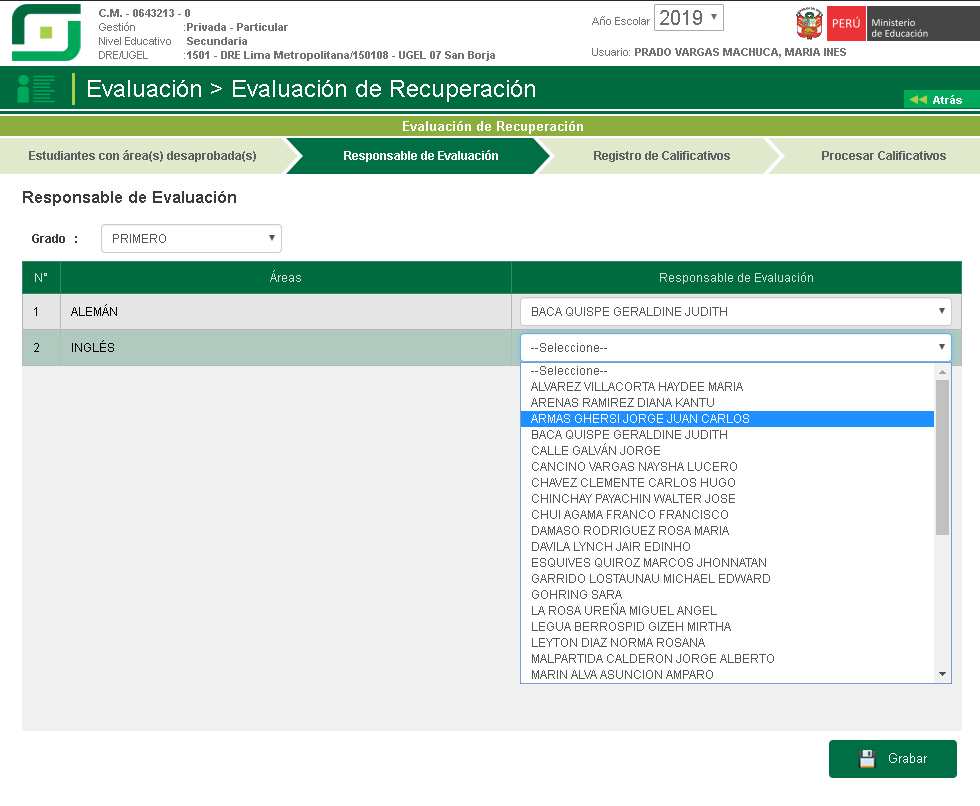 C.M. - 0643213 - 0
Gestión :Privada - Particular
Nivel Educativo Secundaria
DRE/UGEL :1501 - DRE Lima Metropolitana/150108 - UGEL 07 San Borja
Año Escolar 2019
PERÚ Ministerio de Educación
Usuario: PRADO VARGAS MACHUCA, MARIA INES
Evaluación > Evaluación de Recuperación
Atrás
Evaluación de Recuperación
Estudiantes con área(s) desaprobada(s) Responsable de Evaluación Registro de Calificativos Procesar Calificativos
Responsable de Evaluación
Grado : PRIMERO
N° Áreas Responsable de Evaluación
1 ALEMÁN BACA QUISPE GERALDINE JUDITH
2 INGLÉS --Seleccione--
--Seleccione--
ALVAREZ VILLACORTA HAYDEE MARIA
ARENAS RAMIREZ DIANA KANTU
ARMAS GHERSI JORGE JUAN CARLOS
BACA QUISPE GERALDINE JUDITH
CALLE GALVÁN JORGE
CANCINO VARGAS NAYSHA LUCERO
CHAVEZ CLEMENTE CARLOS HUGO
CHINCHAY PAYACHIN WALTER JOSE
CHUI AGAMA FRANCO FRANCISCO
DAMASO RODRIGUEZ ROSA MARIA
DAVILA LYNCH JAIR EDINHO
ESQUIVES QUIROZ MARCOS JHONNATAN
GARRIDO LOSTAUNAU MICHAEL EDWARD
GOHRING SARA
LA ROSA UREÑA MIGUEL ANGEL
LEGUA BERROSPID GIZEH MIRTHA
LEYTON DIAZ NORMA ROSANA
MALPARTIDA CALDERON JORGE ALBERTO
MARIN ALVA ASUNCION AMPARO
Grabar